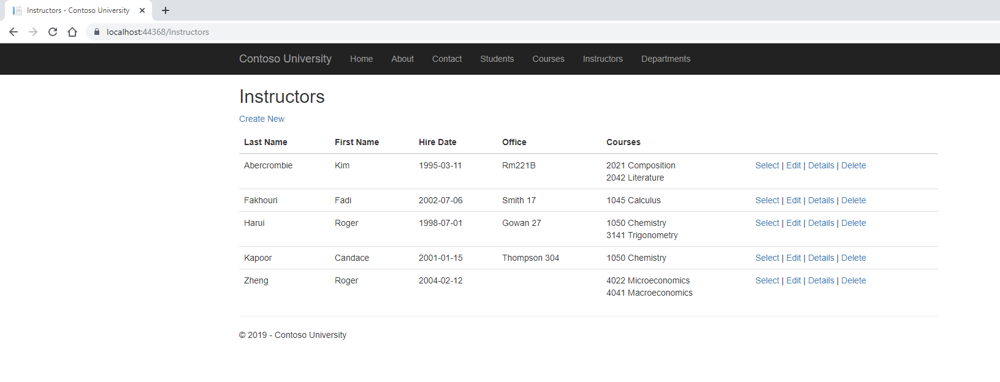 Instructors - Contoso University
localhost:44368/Instructors
Contoso University Home About Contact Students Courses Instructors Departments
Instructors
Create New
Last Name First Name Hire Date Office Courses
Abercrombie Kim 1995-03-11 Rm221B 2021 Composition Select | Edit | Details | Delete
2042 Literature
Fakhouri Fadi 2002-07-06 Smith 17 1045 Calculus Select | Edit | Details | Delete
Harui Roger 1998-07-01 Gowan 27 1050 Chemistry Select | Edit | Details | Delete
3141 Trigonometry
Kapoor Candace 2001-01-15 Thompson 304 1050 Chemistry Select | Edit | Details | Delete
Zheng Roger 2004-02-12 4022 Microeconomics Select | Edit | Details | Delete
4041 Macroeconomics
© 2019 - Contoso University